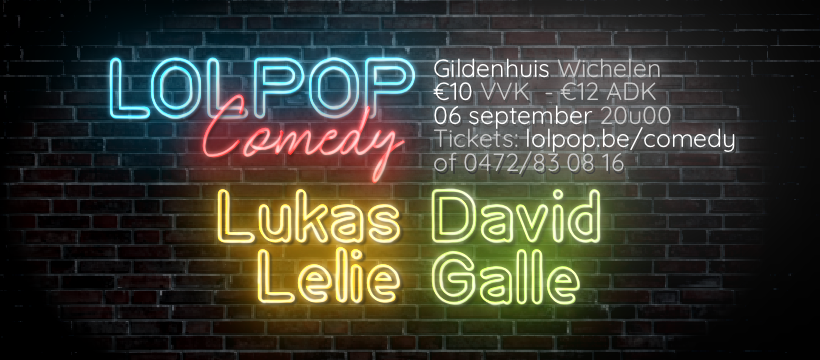 LOLPOP
Comedy
Gildenhuis Wichelen
€10 VVK - €12 ADK
06 september 20u00
Tickets: lolpop.be/comedy
of 0472/83 08 16
Lukas
Lelie
David
Galle